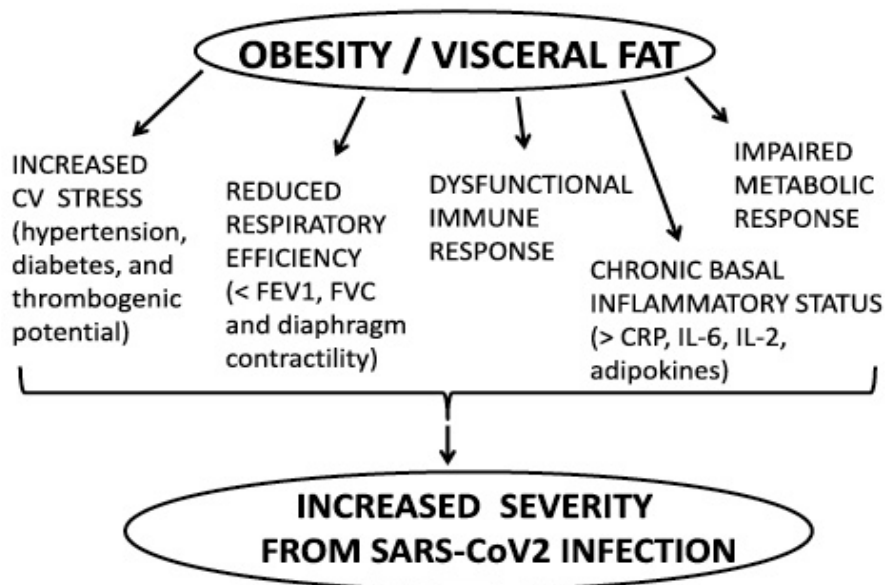 OBESITY / VISCERAL FAT
INCREASED
CV STRESS
(hypertension,
diabetes, and
thrombogenic
potential)
REDUCED
RESPIRATORY
EFFICIENCY
(< FEV1, FVC
and diaphragm
contractility)
DYSFUNCTIONAL
IMMUNE
RESPONSE
CHRONIC BASAL
INFLAMMATORY STATUS
(> CRP, IL-6, IL-2,
adipokines)
IMPAIRED
METABOLIC
RESPONSE
INCREASED SEVERITY
FROM SARS-CoV2 INFECTION